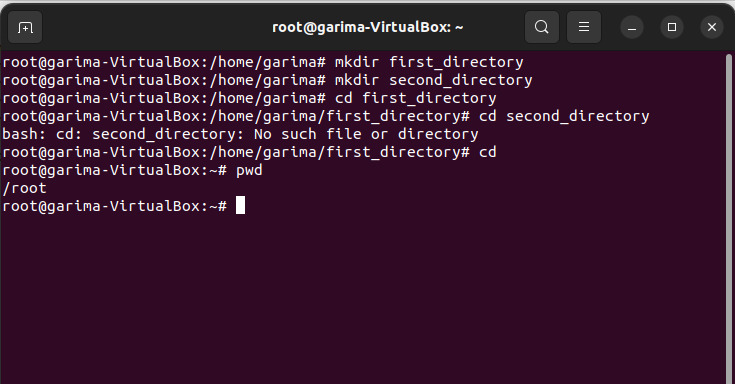 root@garima-VirtualBox: ~
root@garima-VirtualBox:/home/garima# mkdir first_directory
root@garima-VirtualBox:/home/garima# mkdir second_directory
root@garima-VirtualBox:/home/garima# cd first_directory
root@garima-VirtualBox:/home/garima/first_directory# cd second_directory
bash: cd: second_directory: No such file or directory
root@garima-VirtualBox:/home/garima/first_directory# cd
root@garima-VirtualBox:~# pwd
/root
root@garima-VirtualBox:~#